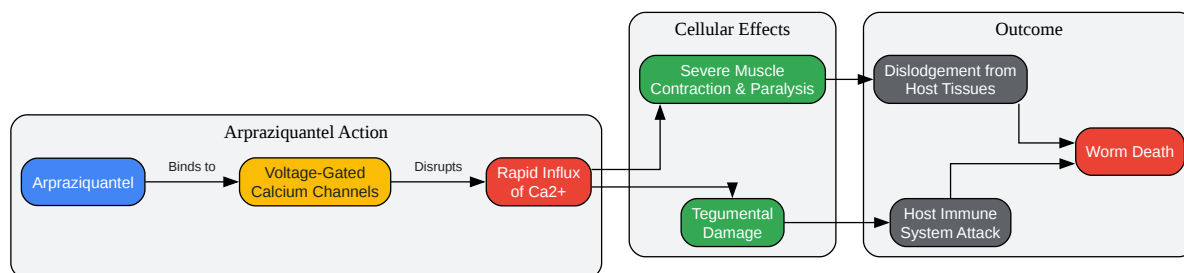 Arpraziquantel Action
Arpraziquantel
Binds to
Voltage-Gated
Calcium Channels
Disrupts
Rapid Influx
of Ca2+
Cellular Effects
Severe Muscle
Contraction & Paralysis
Tegumental
Damage
Outcome
Dislodgement from
Host Tissues
Host Immune
System Attack
Worm Death